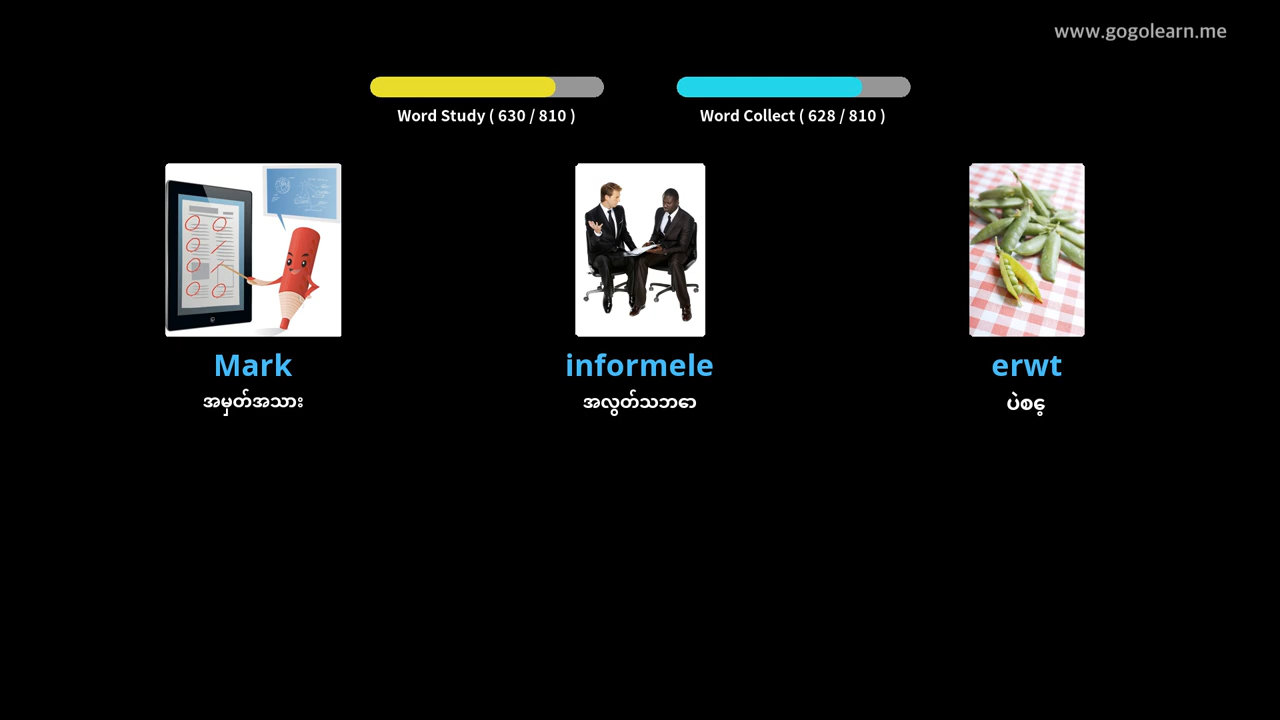 www.gogolearn.me
Word Study ( 630 / 810 )
Word Collect ( 628 / 810 )
Mark
informele
erwt
အမှတ်အသား
အလွတ်သဘော
ပဲစေ့